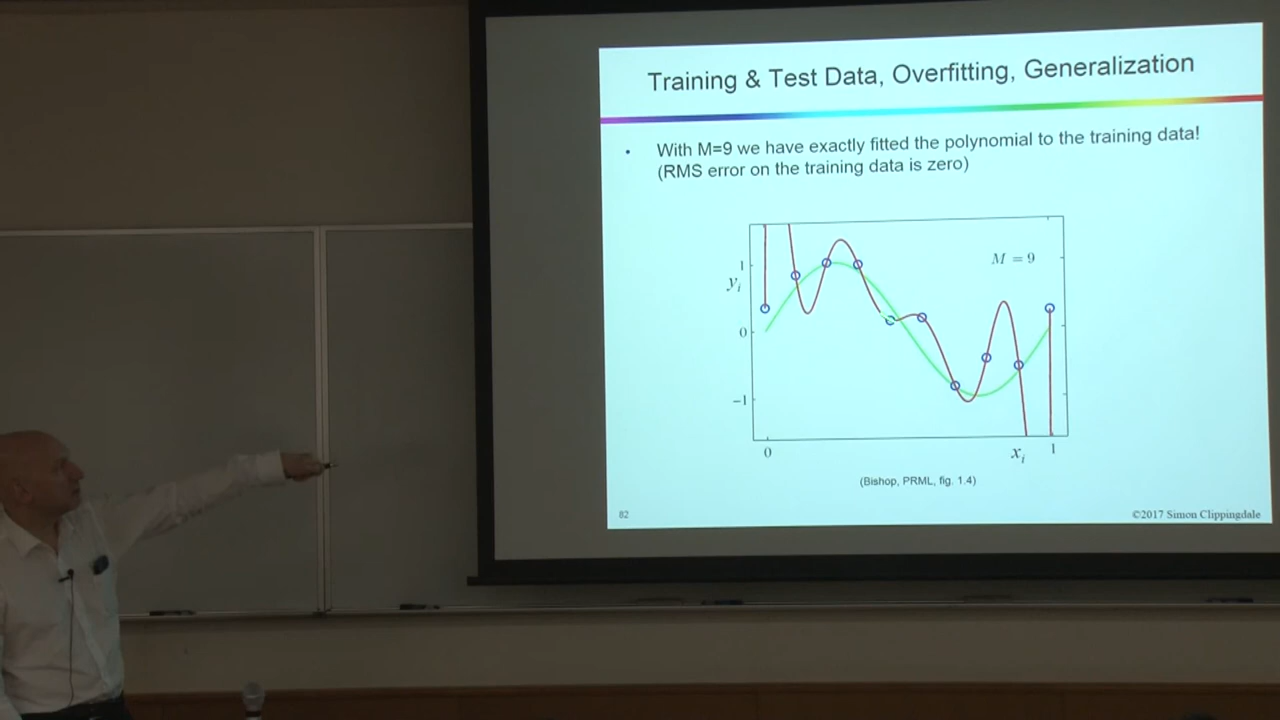 Training & Test Data, Overfitting, Generalization
• With M=9 we have exactly fitted the polynomial to the training data!
(RMS error on the training data is zero)
M = 9
1
y_i
0
−1
0
x_i
1
(Bishop, PRML, fig. 1.4)
82
©2017 Simon Clippingdale